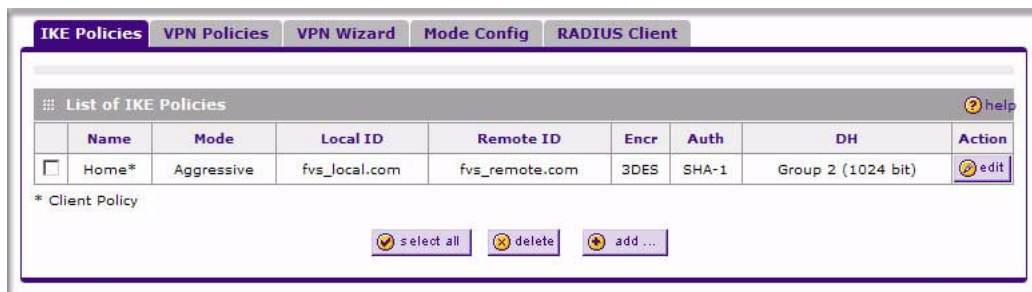 IKE Policies VPN Policies VPN Wizard Mode Config RADIUS Client
List of IKE Policies help
Name Mode Local ID Remote ID Encr Auth DH Action
Home* Aggressive fvs_local.com fvs_remote.com 3DES SHA-1 Group 2 (1024 bit) edit
* Client Policy
select all delete add ...